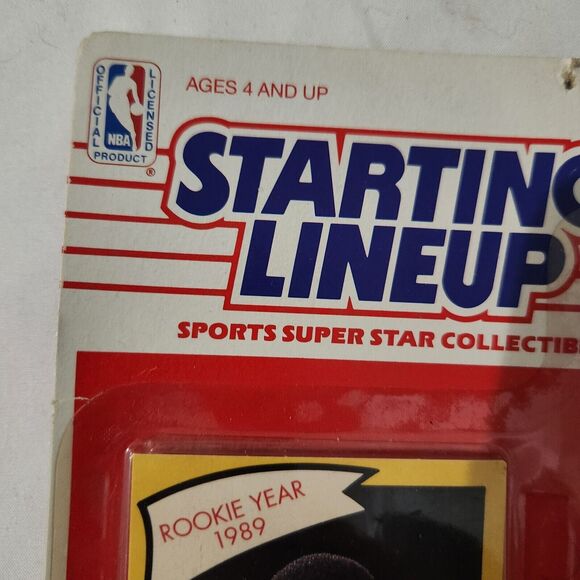 OFFICIAL
LICENSED
NBA
PRODUCT
®
AGES 4 AND UP
STARTING
LINEUP
SPORTS SUPER STAR COLLECTIB
ROOKIE YEAR
1989